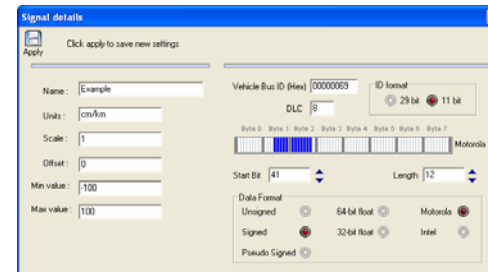 Signal details
Apply
Click apply to save new settings
Name : Example
Units : cm/km
Scale : 1
Offset : 0
Min value : -100
Max value : 100
Vehicle Bus ID (Hex) 00000069
ID format
29 bit 11 bit
DLC 8
Byte 0 Byte 1 Byte 2 Byte 3 Byte 4 Byte 5 Byte 6 Byte 7
Motorola
Start Bit 41 Length 12
Data Format
Unsigned 64-bit float Motorola
Signed 32-bit float Intel
Pseudo Signed